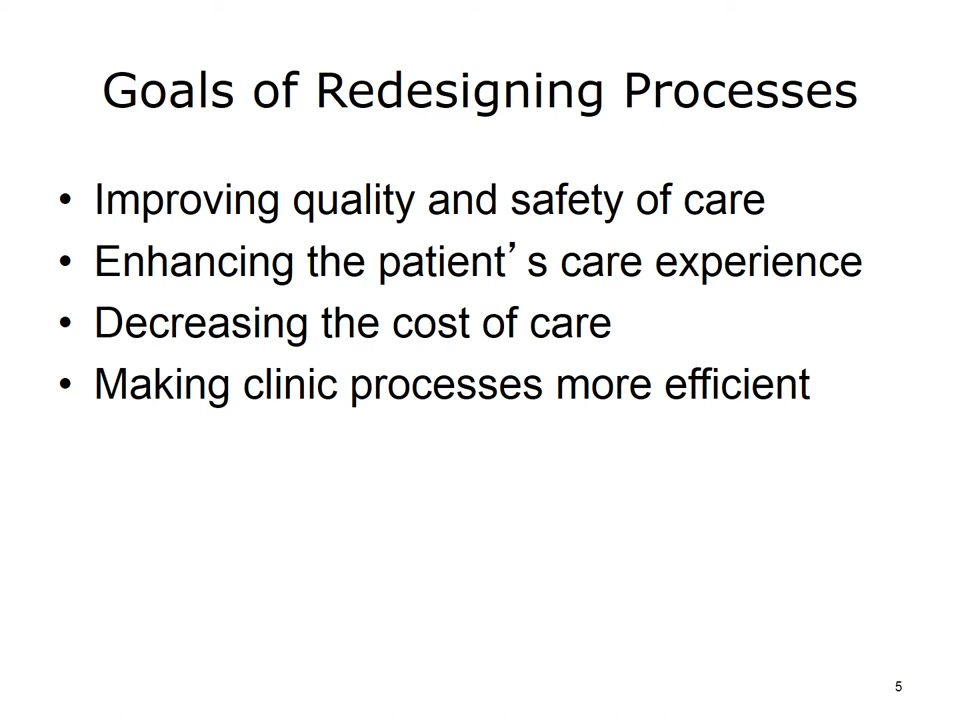 Goals of Redesigning Processes
• Improving quality and safety of care
• Enhancing the patient’s care experience
• Decreasing the cost of care
• Making clinic processes more efficient
5